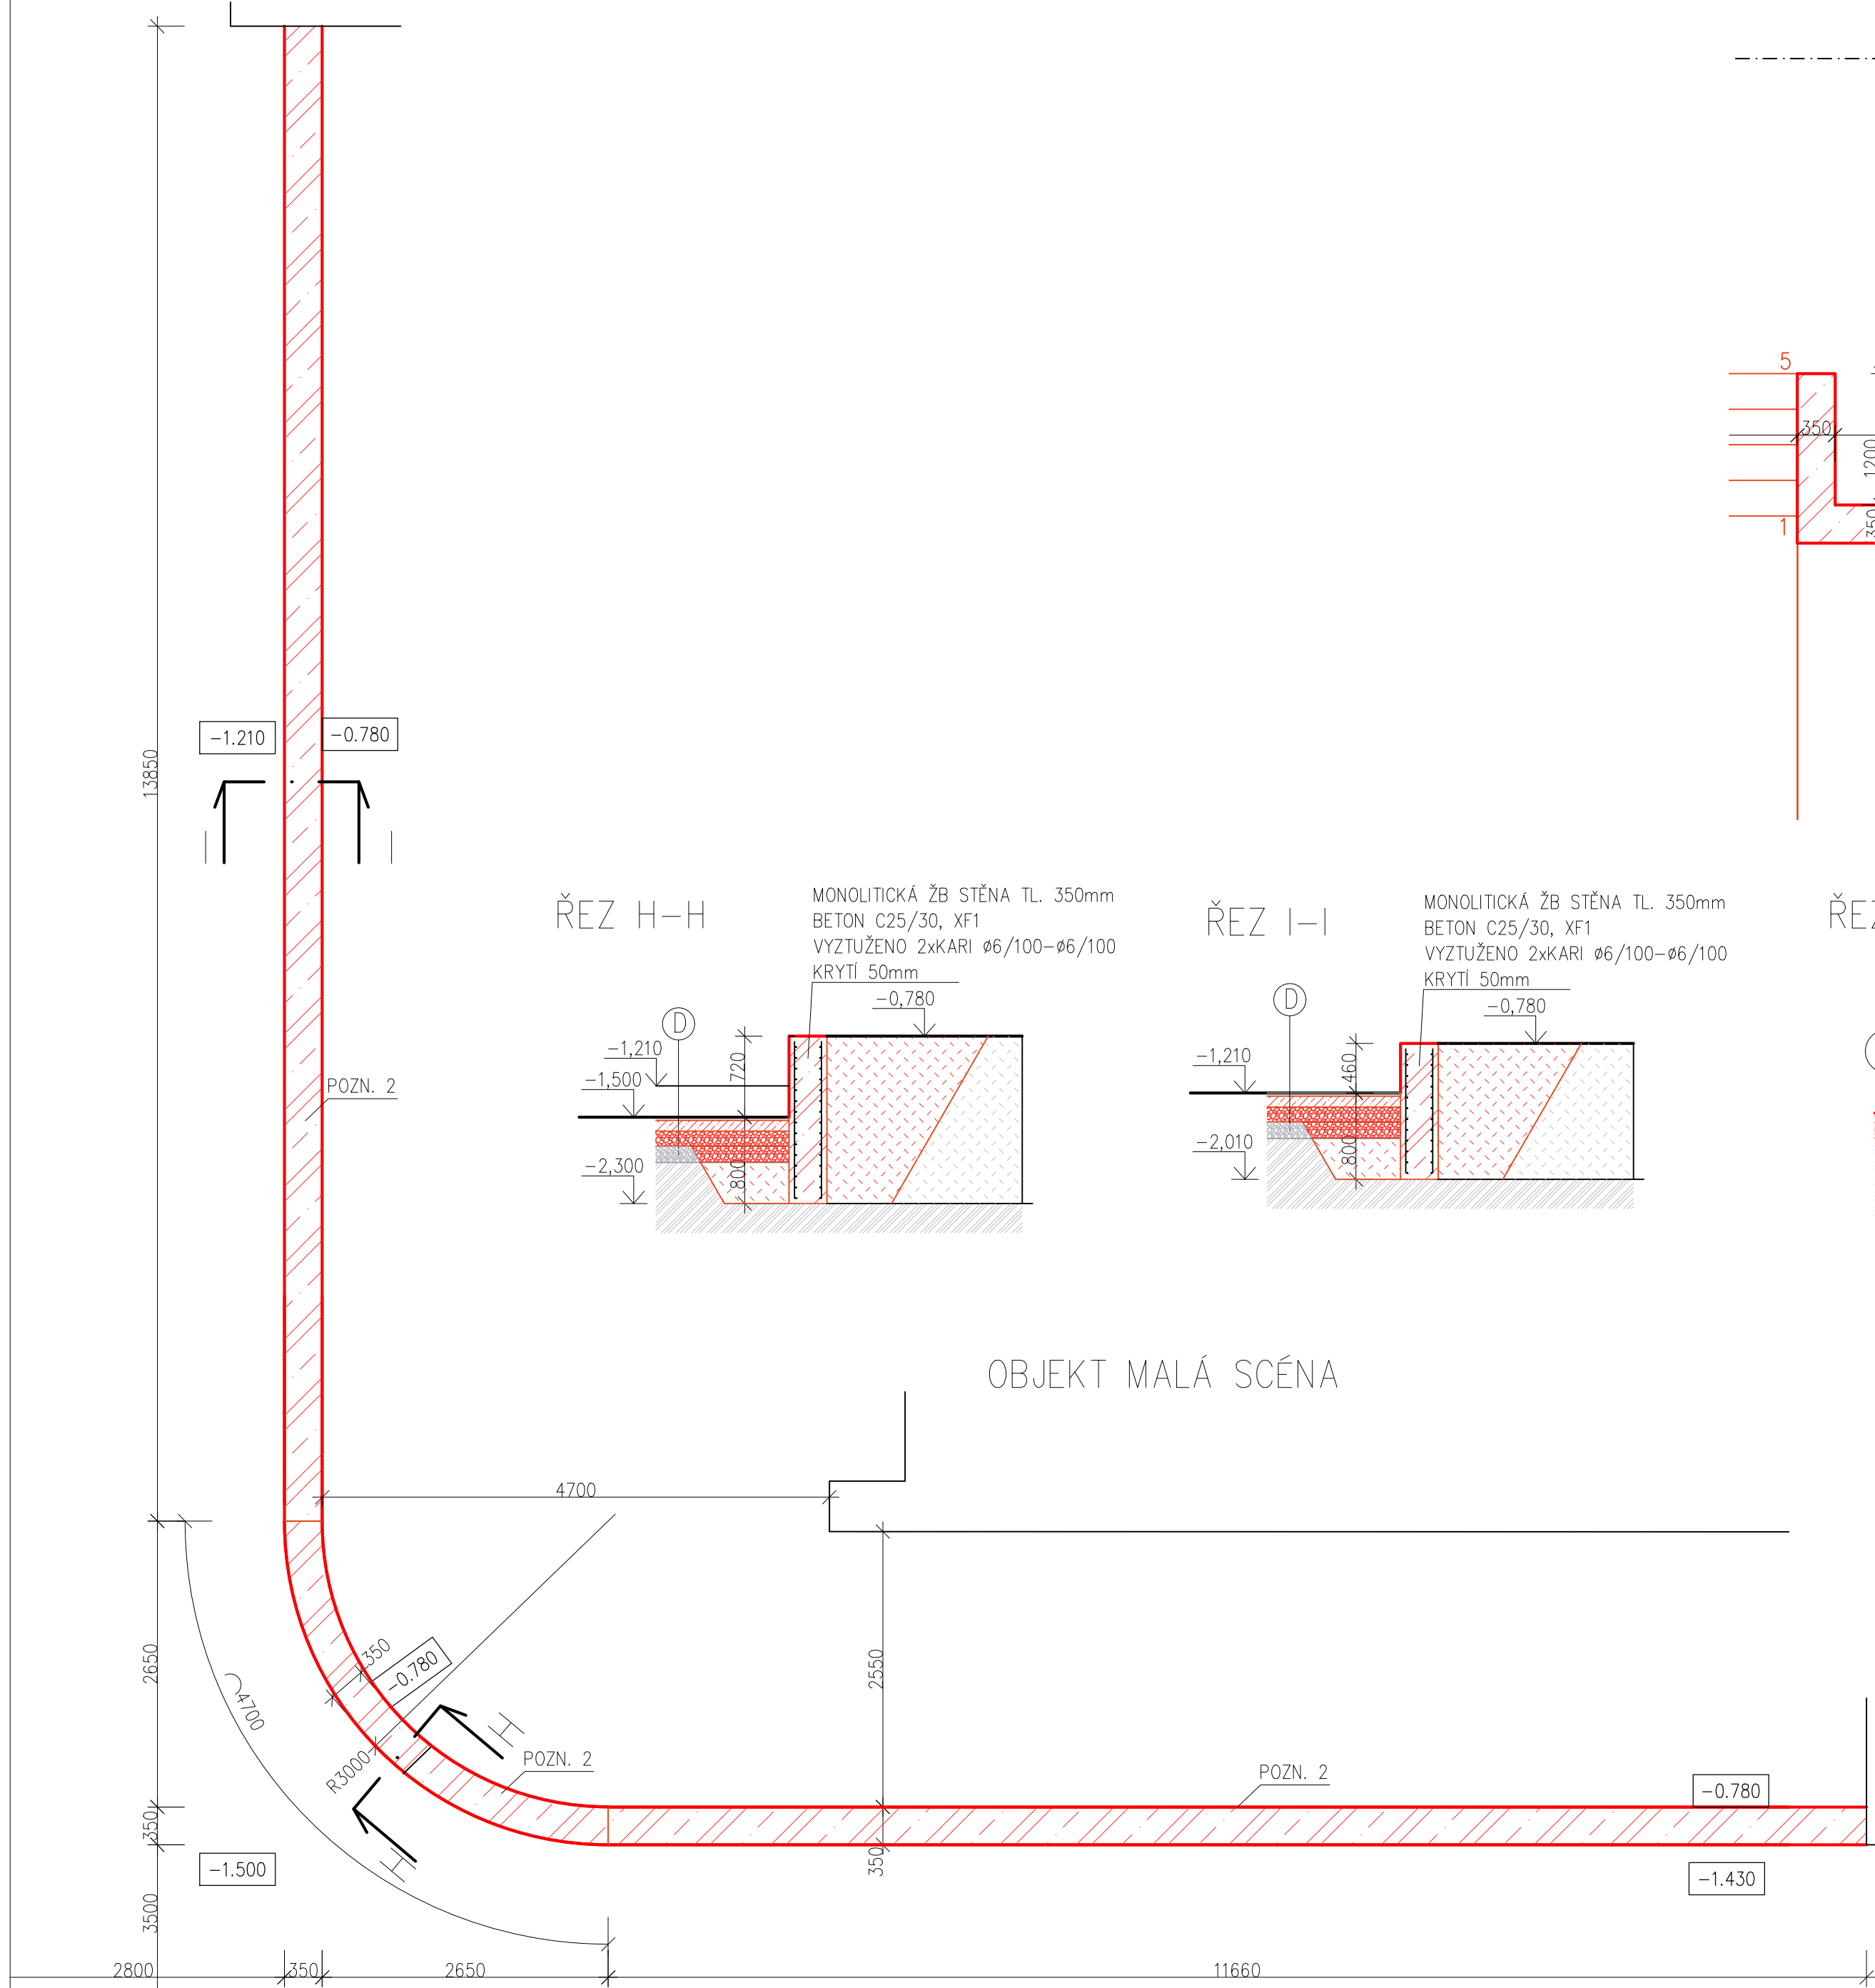 5
350
1200
1
350
-1.210
-0.780
13850
I
I
ŘEZ H-H
MONOLITICKÁ ŽB STĚNA TL. 350mm
BETON C25/30, XF1
VYZTUŽENO 2xKARI ø6/100-ø6/100
KRYTÍ 50mm
-0,780
D
-1,210
-1,500
720
-2,300
800
ŘEZ I-I
MONOLITICKÁ ŽB STĚNA TL. 350mm
BETON C25/30, XF1
VYZTUŽENO 2xKARI ø6/100-ø6/100
KRYTÍ 50mm
-0,780
D
-1,210
460
-2,010
800
ŘEZ
POZN. 2
OBJEKT MALÁ SCÉNA
4700
2650
2550
350
-0.780
4700
H
R3000
POZN. 2
POZN. 2
-0.780
350
350
H
-1.500
-1.430
3500
2800
350
2650
11660